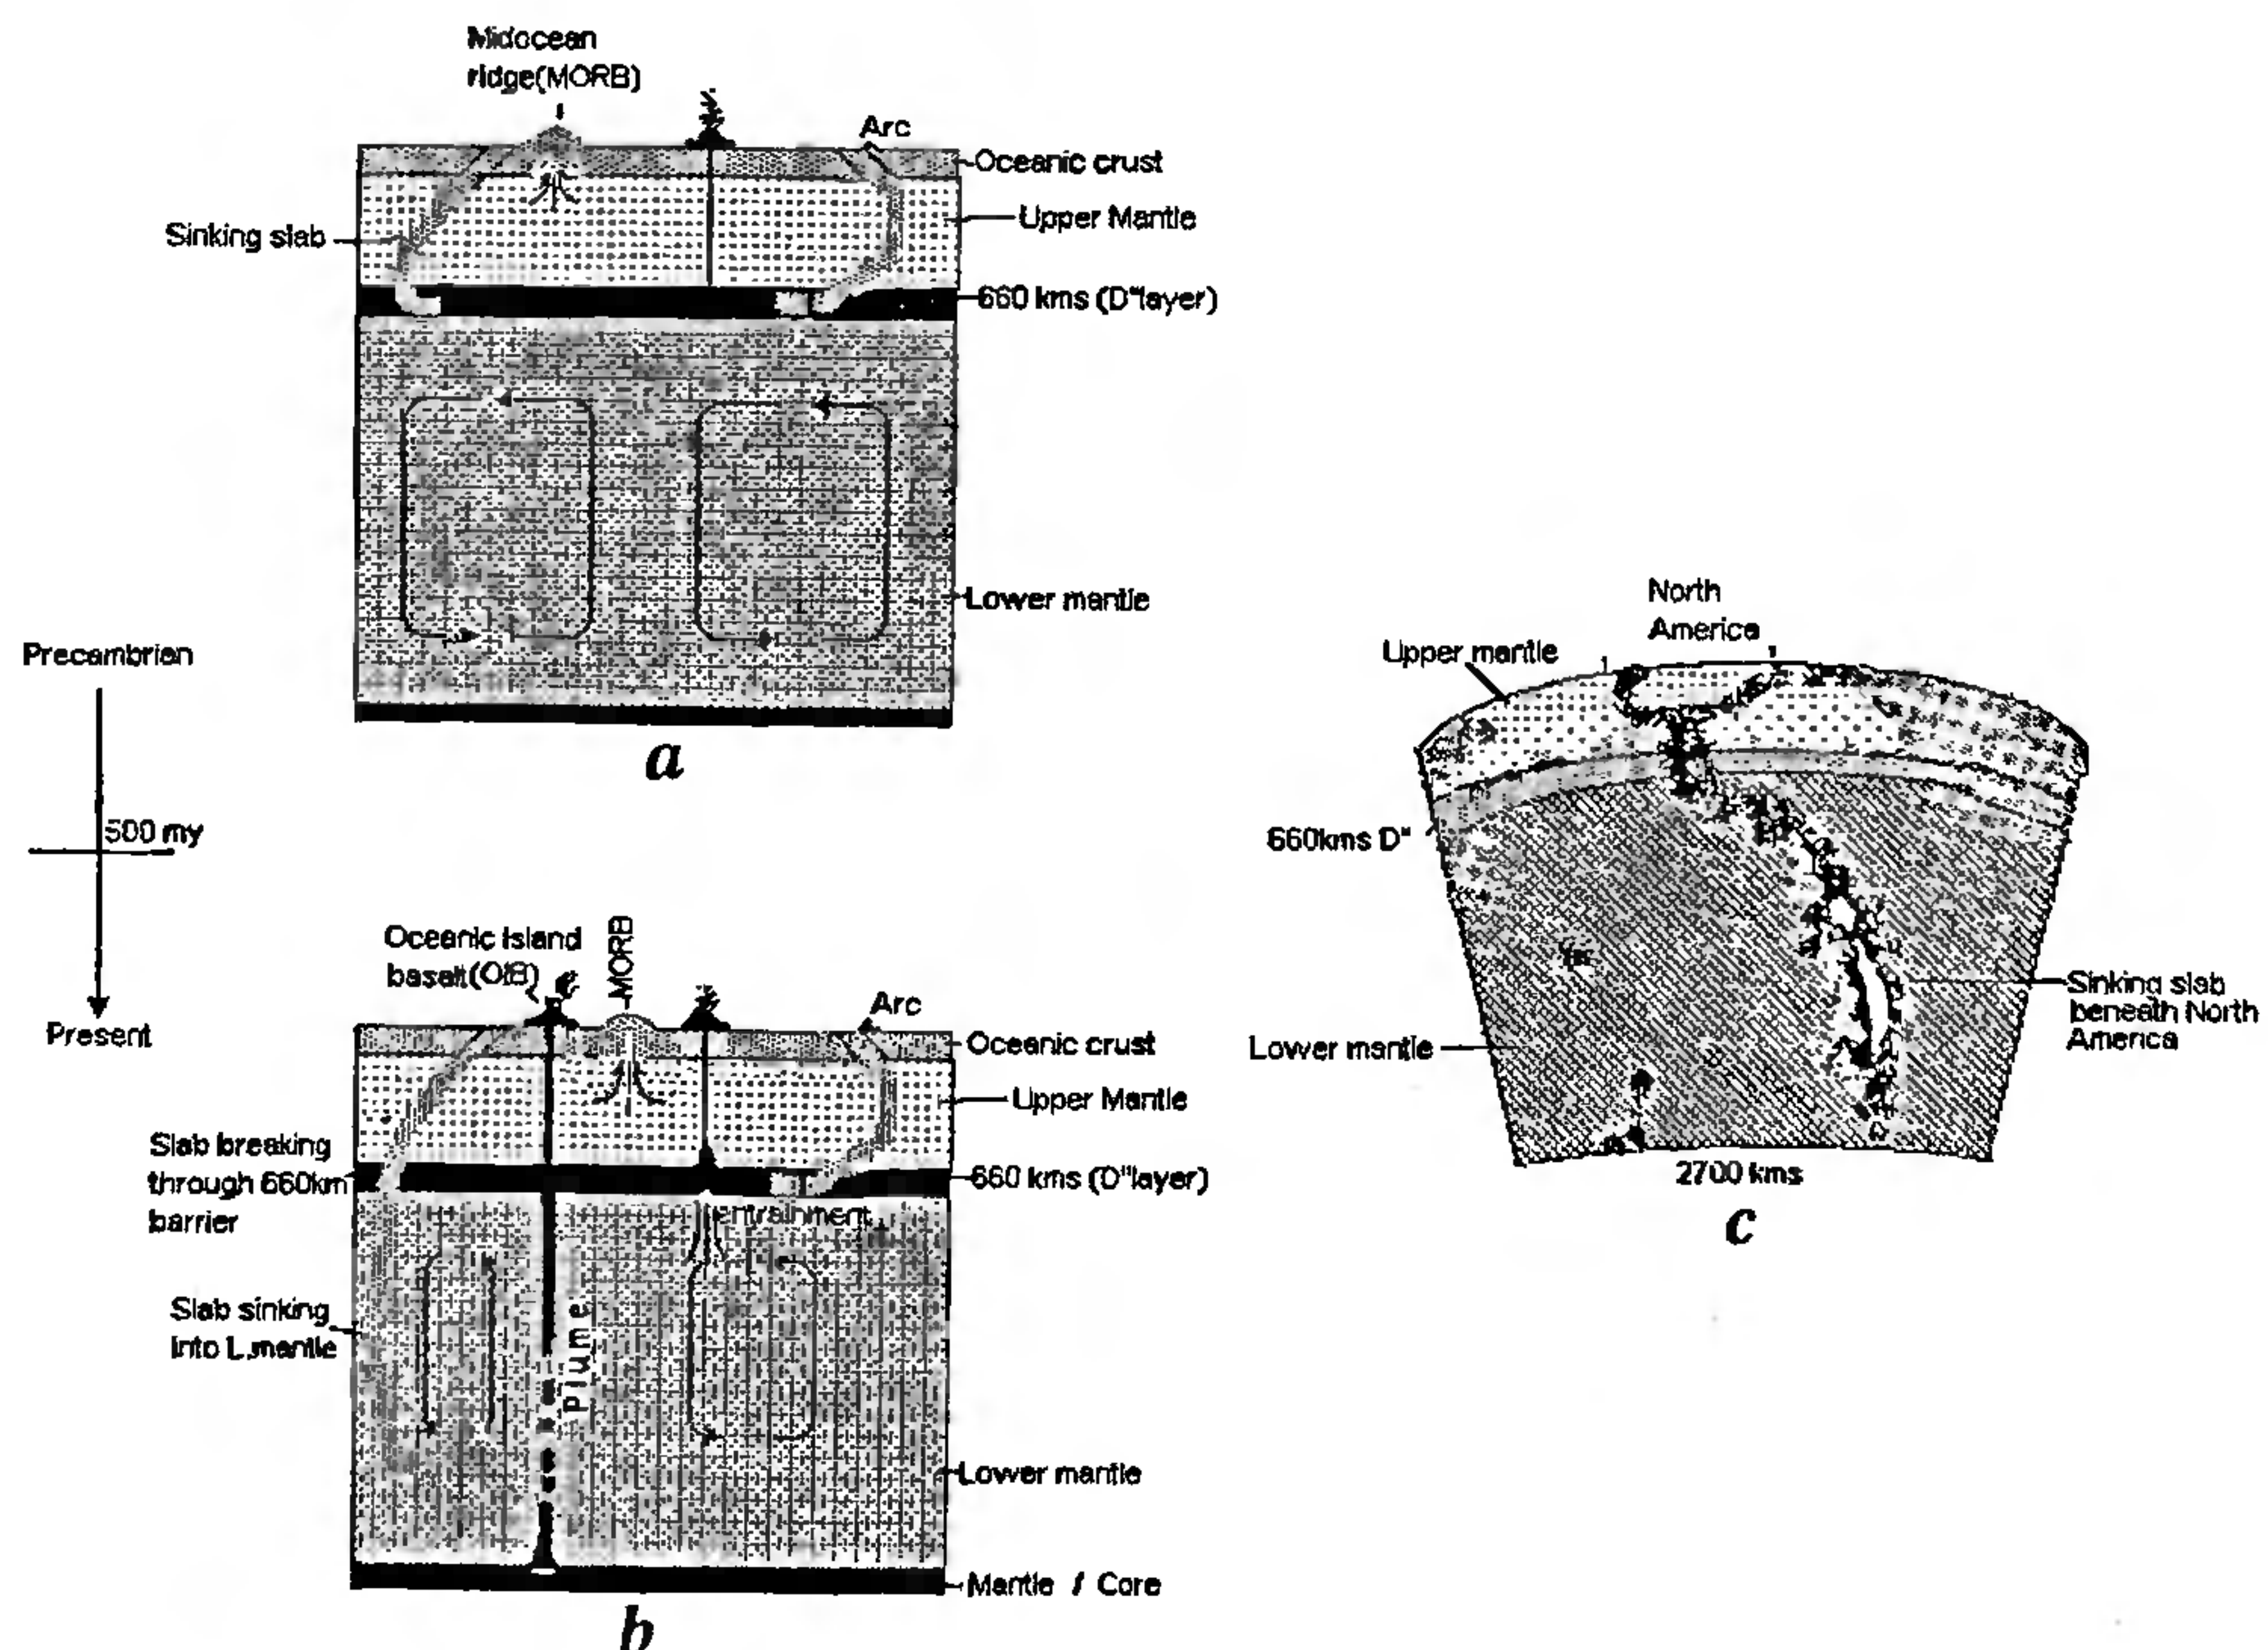 Midocean
ridge(MORB)
Arc
Oceanic crust
Upper Mantle
Sinking slab
660 kms (D"layer)
Lower mantle
a
Precambrian
500 my
Present
Oceanic Island
basalt(OIB)
MORB
Arc
Oceanic crust
Upper Mantle
Slab breaking
through 660km
barrier
660 kms (D"layer)
entrainment
Plume
Slab sinking
into L.mantle
Lower mantle
Mantle / Core
b
North
America
Upper mantle
660kms D"
Sinking slab
beneath North
America
Lower mantle
2700 kms
c